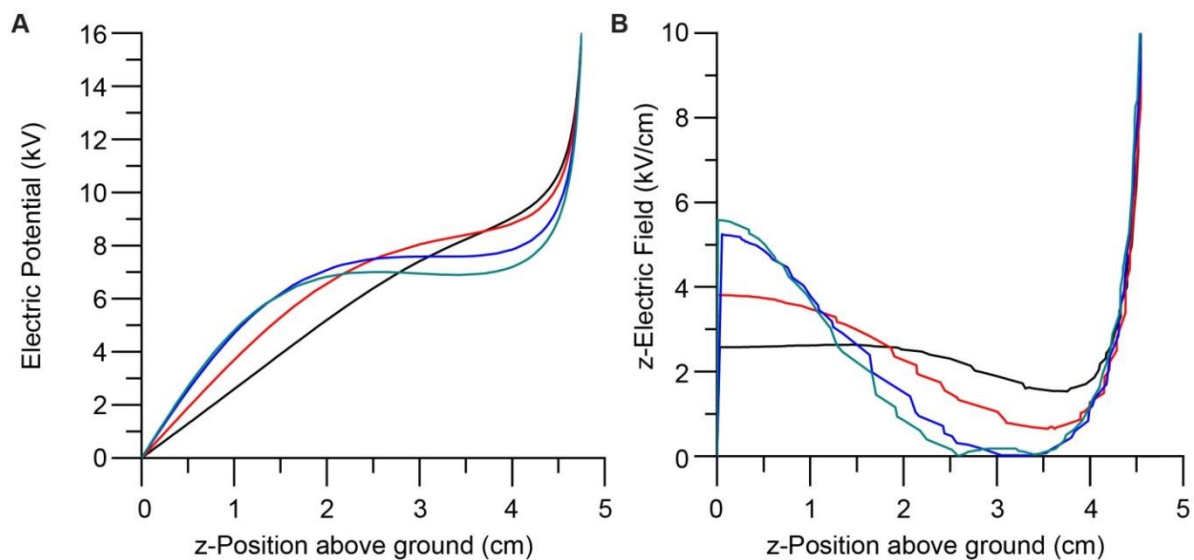 A
16
14
12
10
8
6
4
2
0
Electric Potential (kV)
0 1 2 3 4 5
z-Position above ground (cm)
B
10
8
6
4
2
0
z-Electric Field (kV/cm)
0 1 2 3 4 5
z-Position above ground (cm)